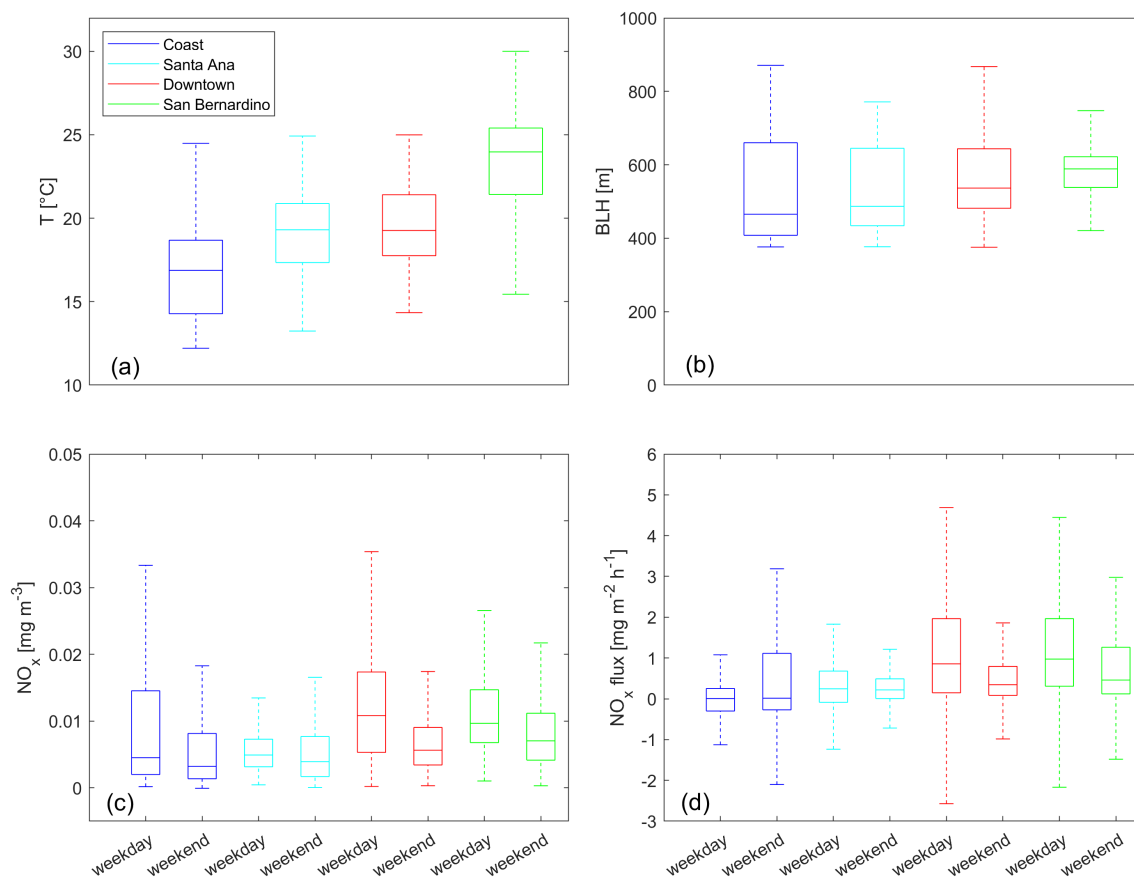 30
25
20
15
10
T [°C]
Coast
Santa Ana
Downtown
San Bernardino
(a)
1000
800
600
400
200
0
BLH [m]
(b)
0.05
0.04
0.03
0.02
0.01
0
NOx [mg m-3]
(c)
weekday
weekend
weekday
weekend
weekday
weekend
weekday
weekend
6
5
4
3
2
1
0
-1
-2
-3
NOx flux [mg m-2 h-1]
(d)
weekday
weekend
weekday
weekend
weekday
weekend
weekday
weekend